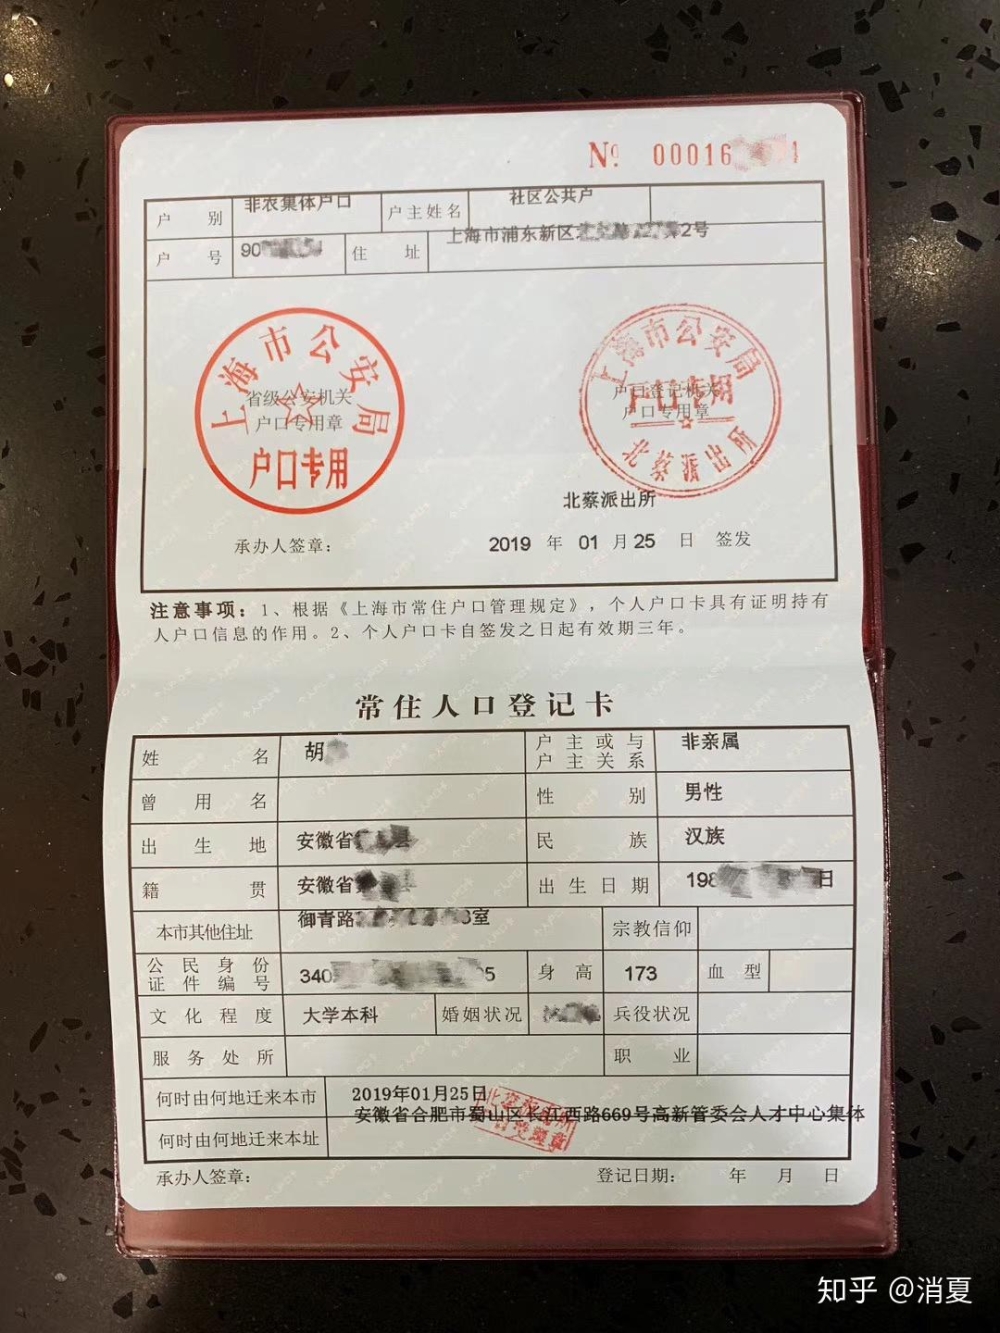 № 00016
户别 非农集体户口 户主姓名 社区公共户
户号 90 住址 上海市浦东新区 2号
上海市公安局
户口专用
省级公安机关
户口专用章
上海市公安局
户口专用
北蔡派出所
户口登记机关
户口专用章
北蔡派出所
承办人签章： 2019 年 01 月 25 日 签发
注意事项：1、根据《上海市常住户口管理规定》，个人户口卡具有证明持有
人户口信息的作用。2、个人户口卡自签发之日起有效期三年。
常住人口登记卡
姓名 胡 户主或与户主关系 非亲属
曾用名 性别 男性
出生地 安徽省 县 民族 汉族
籍贯 安徽省 出生日期 198 日
本市其他住址 御青路 室 宗教信仰
公民身份证件编号 340 5 身高 173 血型
文化程度 大学本科 婚姻状况 兵役状况
服务处所 职业
何时由何地迁来本市 2019年01月25日
安徽省合肥市蜀山区长江西路669号高新管委会人才中心集体
何时由何地迁来本址
承办人签章： 登记日期： 年 月 日
知乎 @消夏